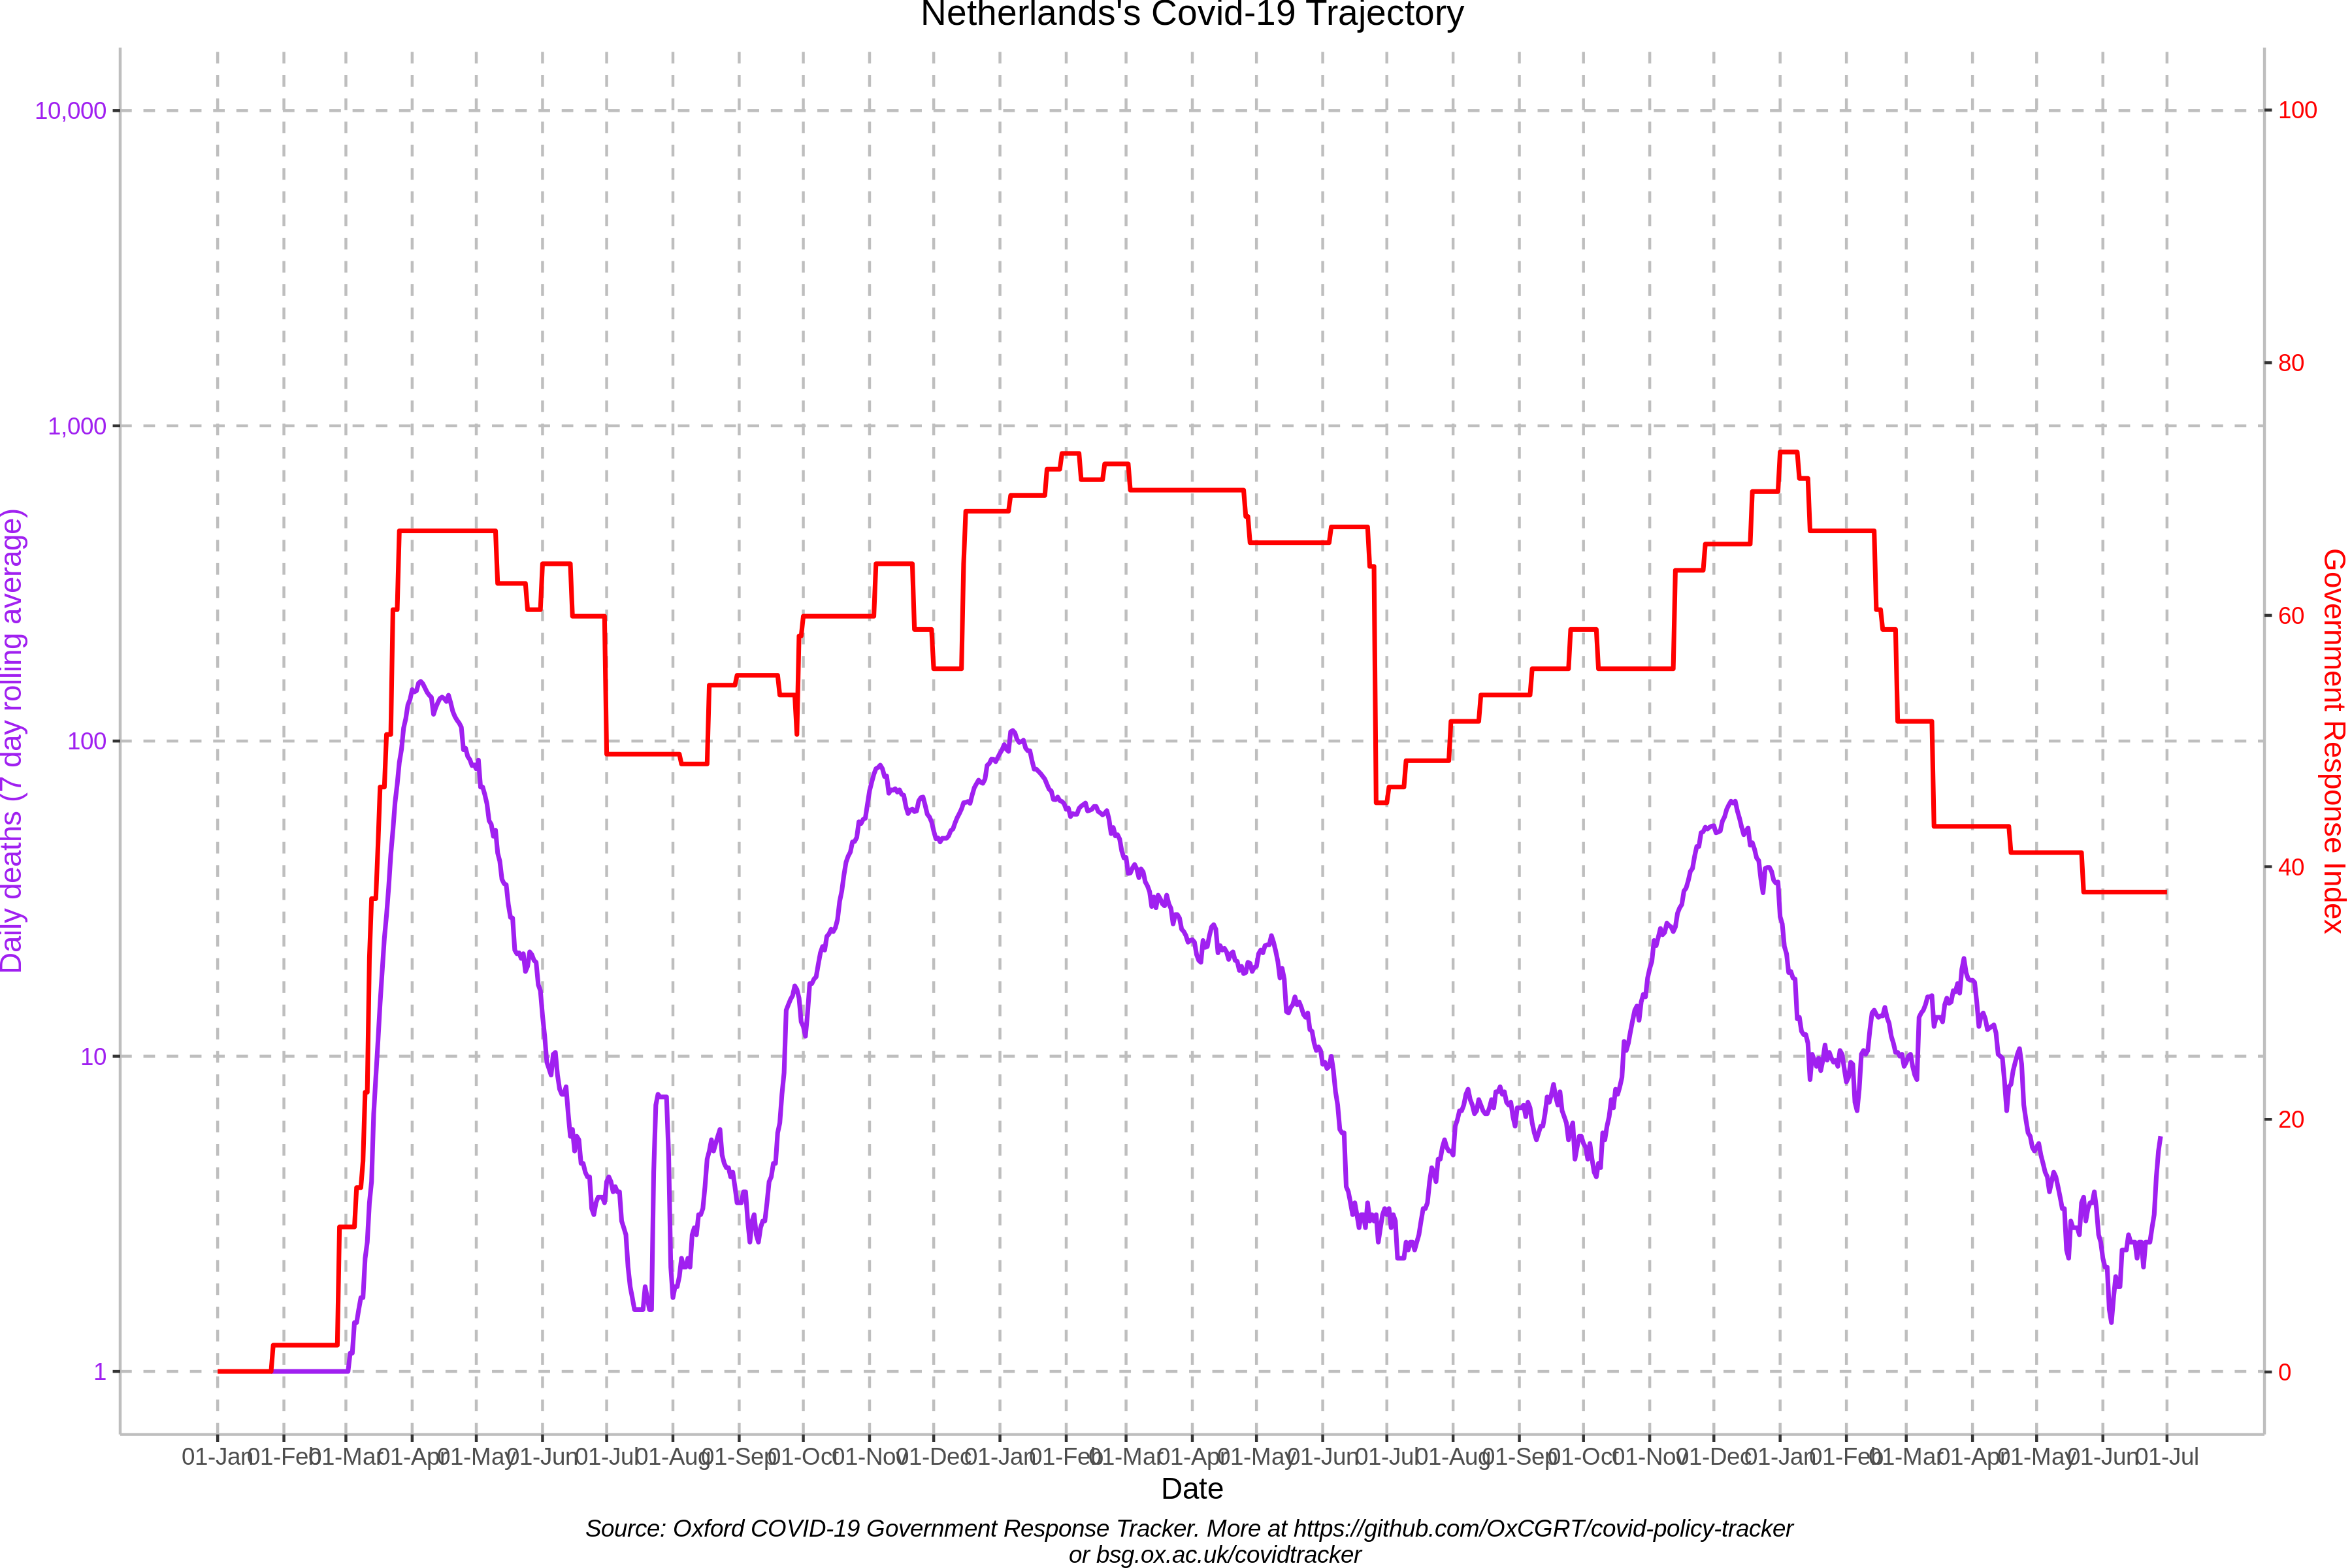 Netherlands's Covid-19 Trajectory
Daily deaths (7 day rolling average)
10,000
1,000
100
10
1
100
80
60
40
20
0
Government Response Index
01-Jan 01-Feb 01-Mar 01-Apr 01-May 01-Jun 01-Jul 01-Aug 01-Sep 01-Oct 01-Nov 01-Dec 01-Jan 01-Feb 01-Mar 01-Apr 01-May 01-Jun 01-Jul 01-Aug 01-Sep 01-Oct 01-Nov 01-Dec 01-Jan 01-Feb 01-Mar 01-Apr 01-May 01-Jun 01-Jul
Date
Source: Oxford COVID-19 Government Response Tracker. More at https://github.com/OxCGRT/covid-policy-tracker
or bsg.ox.ac.uk/covidtracker